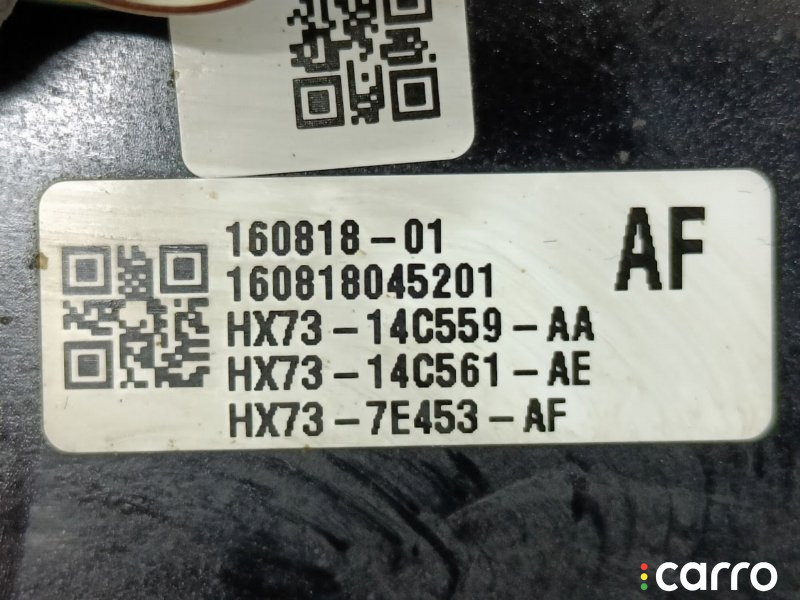 160818-01
AF
160818045201
HX73-14C559-AA
HX73-14C561-AE
HX73-7E453-AF
carro